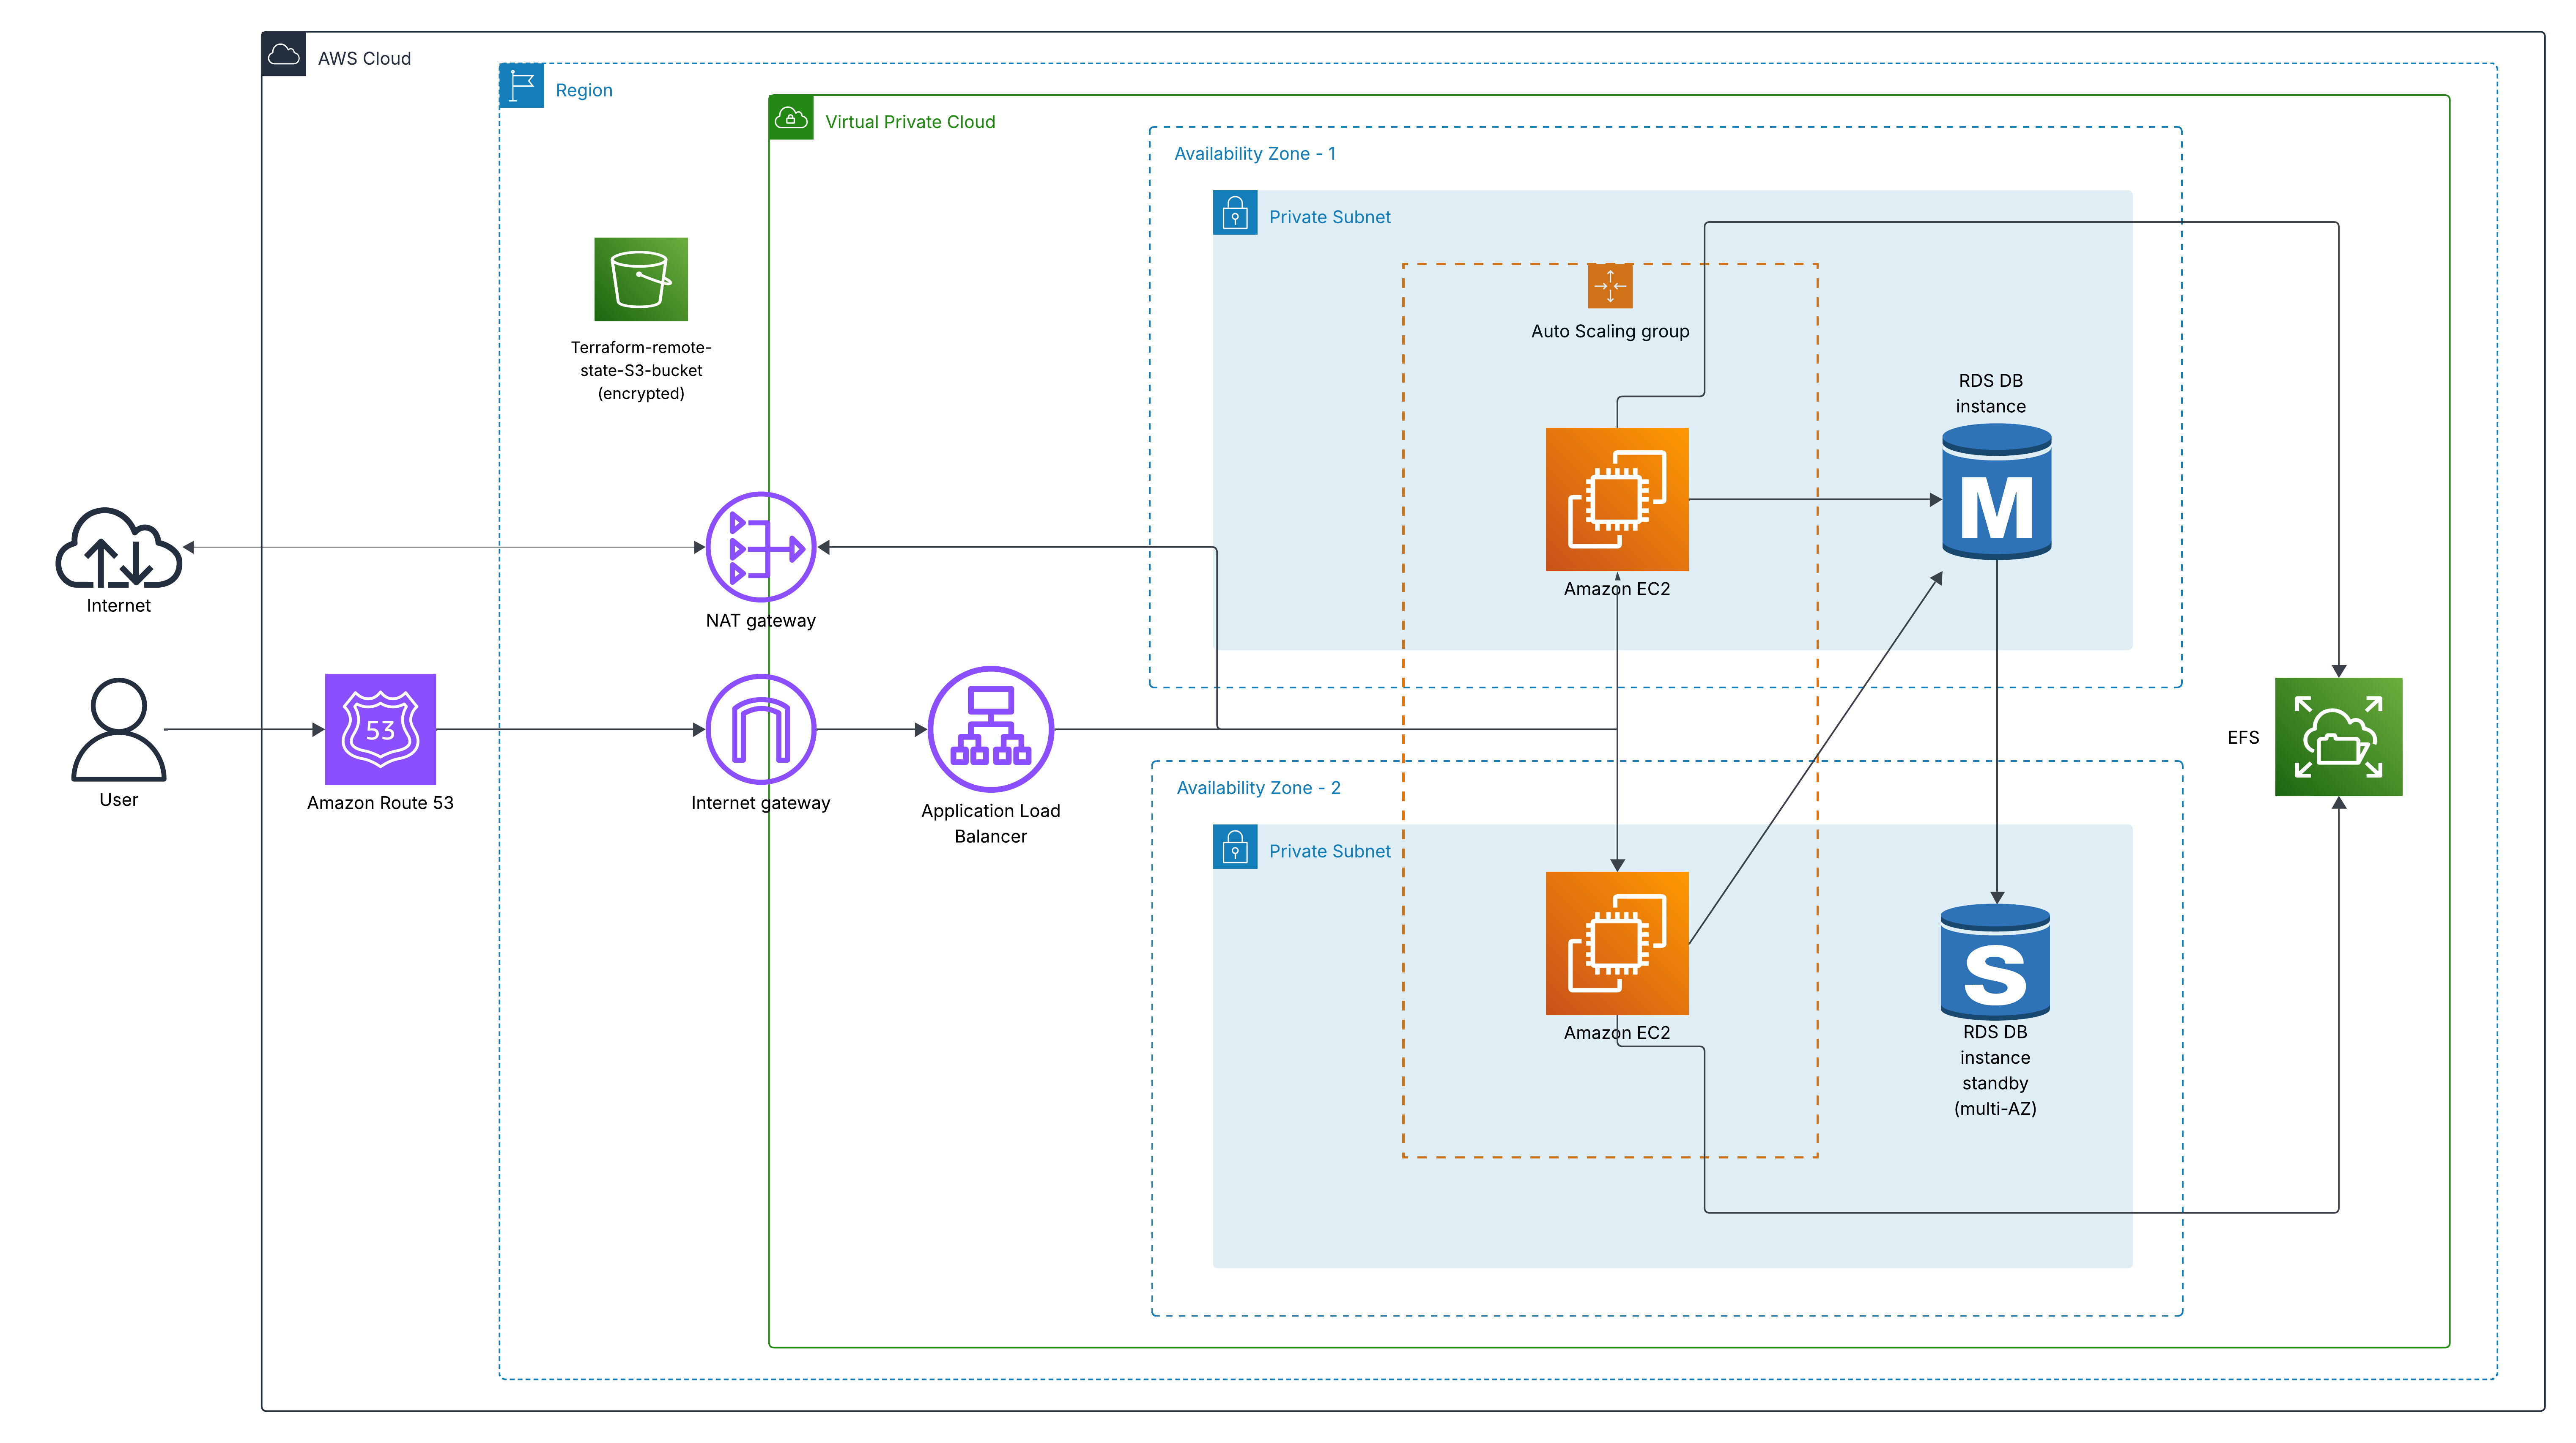 AWS Cloud
Region
Virtual Private Cloud
Availability Zone - 1
Private Subnet
Terraform-remote-
state-S3-bucket
(encrypted)
Auto Scaling group
RDS DB
instance
M
Amazon EC2
Internet
NAT gateway
User
53
Amazon Route 53
Internet gateway
Application Load
Balancer
EFS
Availability Zone - 2
Private Subnet
Amazon EC2
S
RDS DB
instance
standby
(multi-AZ)